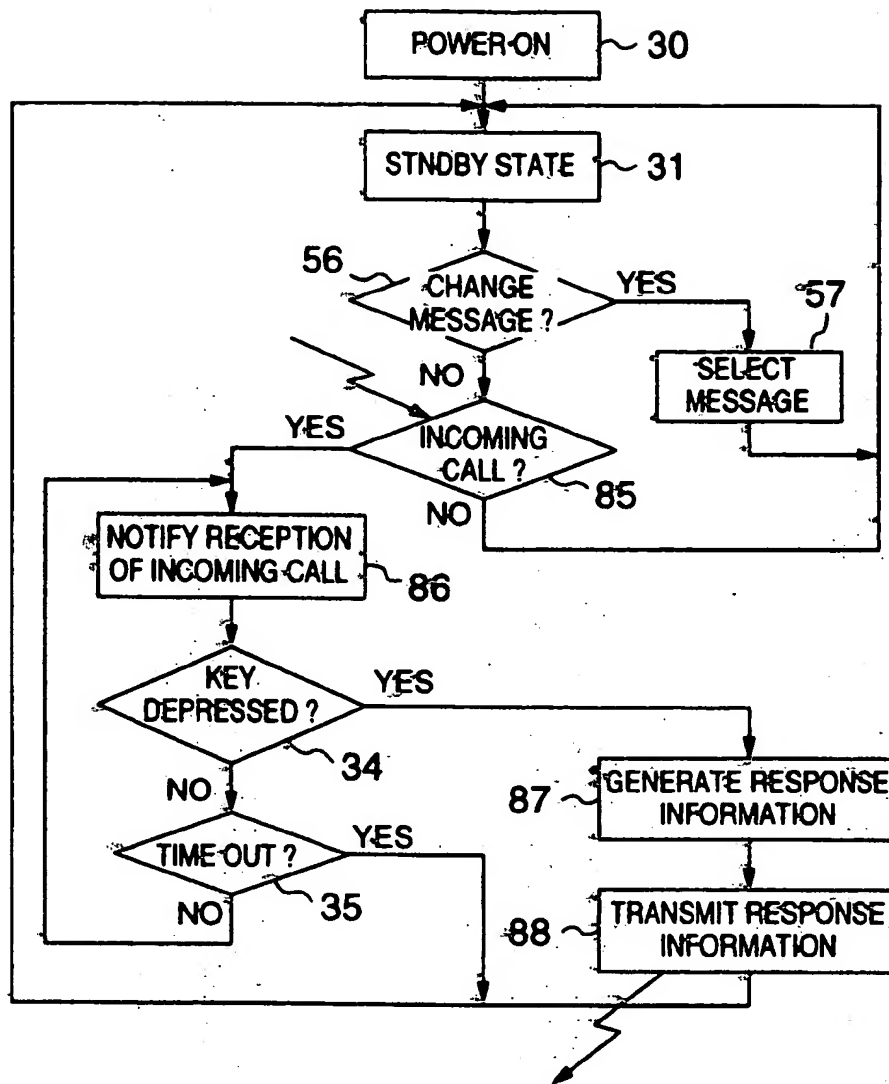 POWER-ON
30
STNDBY STATE
31
56
CHANGE
MESSAGE ?
YES
57
SELECT
MESSAGE
NO
YES
INCOMING
CALL ?
85
NO
NOTIFY RECEPTION
OF INCOMING CALL
86
KEY
DEPRESSED ?
YES
34
NO
87
GENERATE RESPONSE
INFORMATION
TIME OUT ?
YES
35
NO
88
TRANSMIT RESPONSE
INFORMATION